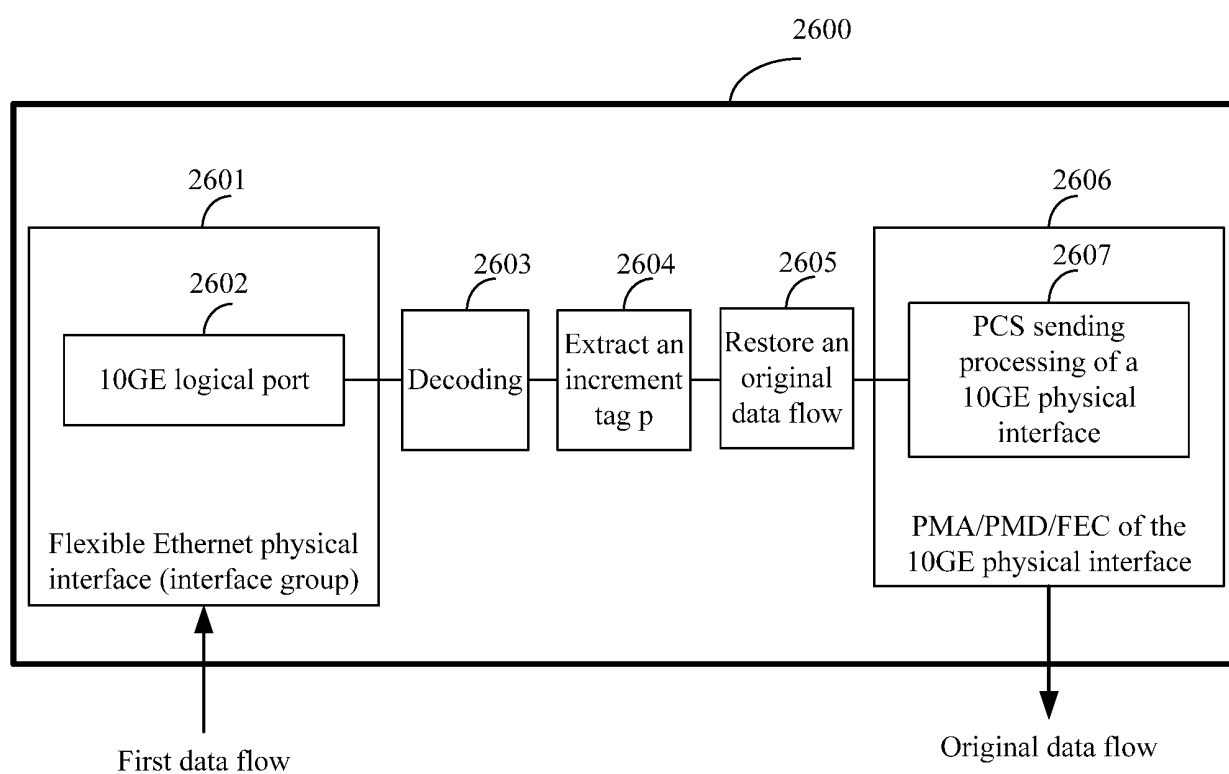 2600
2601
2606
2602
2603
2604
2605
2607
10GE logical port
Decoding
Extract an
increment
tag p
Restore an
original
data flow
PCS sending
processing of a
10GE physical
interface
Flexible Ethernet physical
interface (interface group)
PMA/PMD/FEC of the
10GE physical interface
First data flow
Original data flow